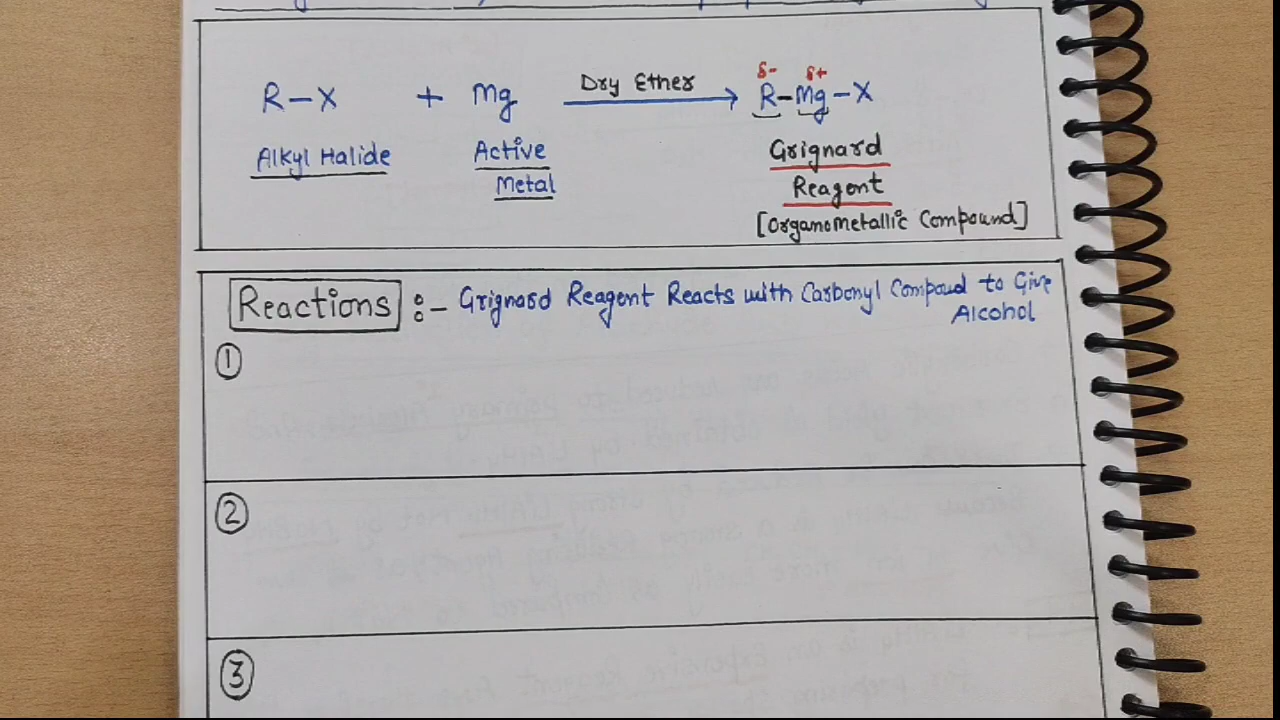 R-X + Mg Dry Ether δ- δ+ R-Mg-X
Alkyl Halide Active Metal Grignard Reagent
[Organometallic Compound]
Reactions :- Grignard Reagent Reacts with Carbonyl Compoud to Give
Alcohol
①
②
③